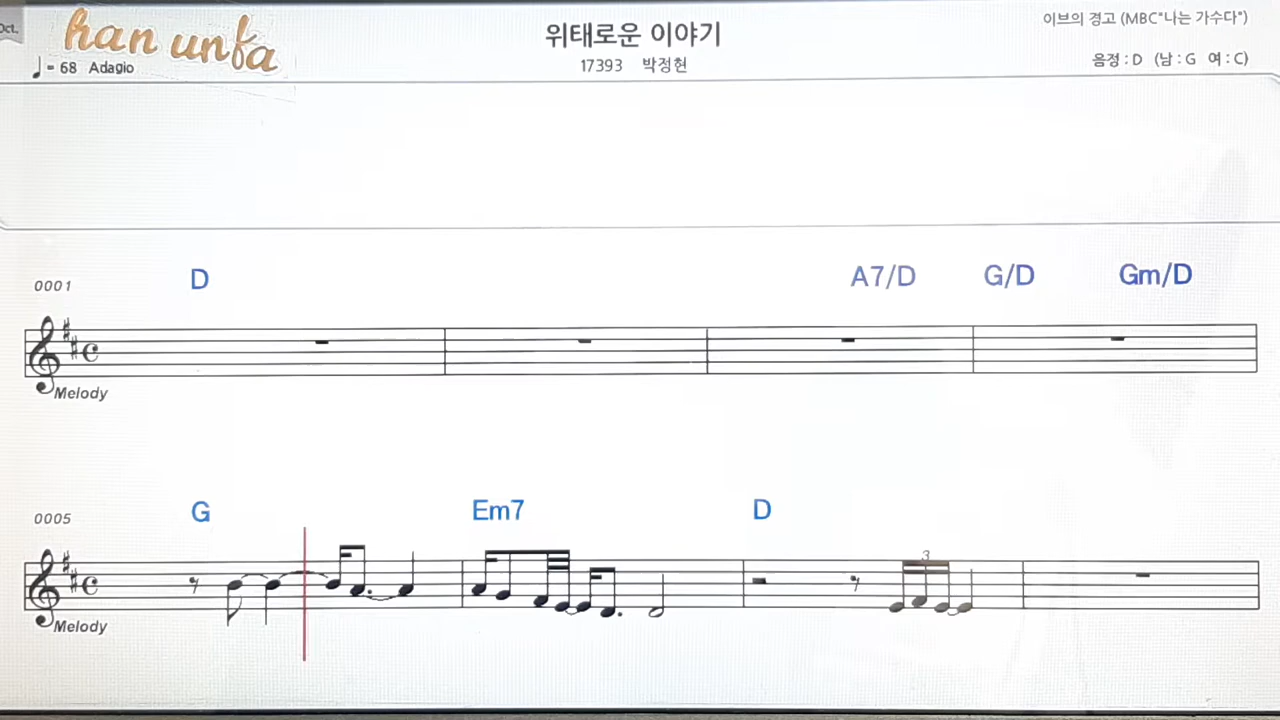 Oct.
han unfa
♩= 68 Adagio
위태로운 이야기
17393 박정현
이브의 경고 (MBC"나는 가수다")
음정 : D (남 : G 여 : C)
0001
D A7/D G/D Gm/D
Melody
0005
G Em7 D
3
Melody